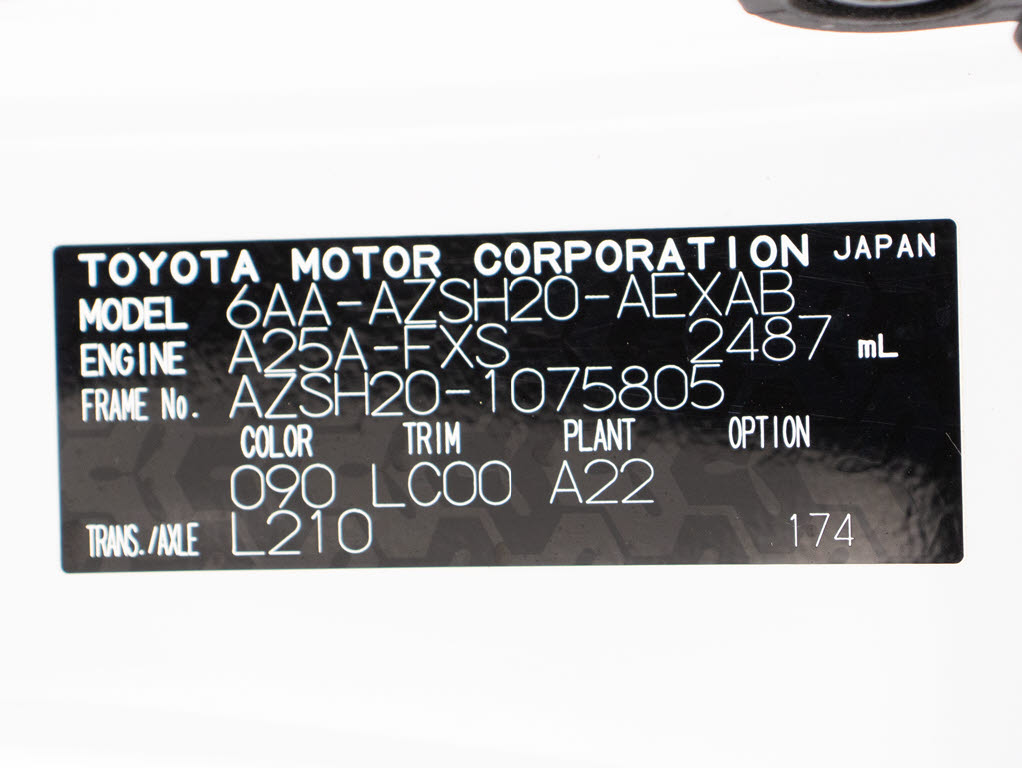 TOYOTA MOTOR CORPORATION JAPAN
MODEL 6AA-AZSH20-AEXAB
ENGINE A25A-FXS 2487 mL
FRAME No. AZSH20-1075805
COLOR TRIM PLANT OPTION
090 LC00 A22
TRANS./AXLE L210 174